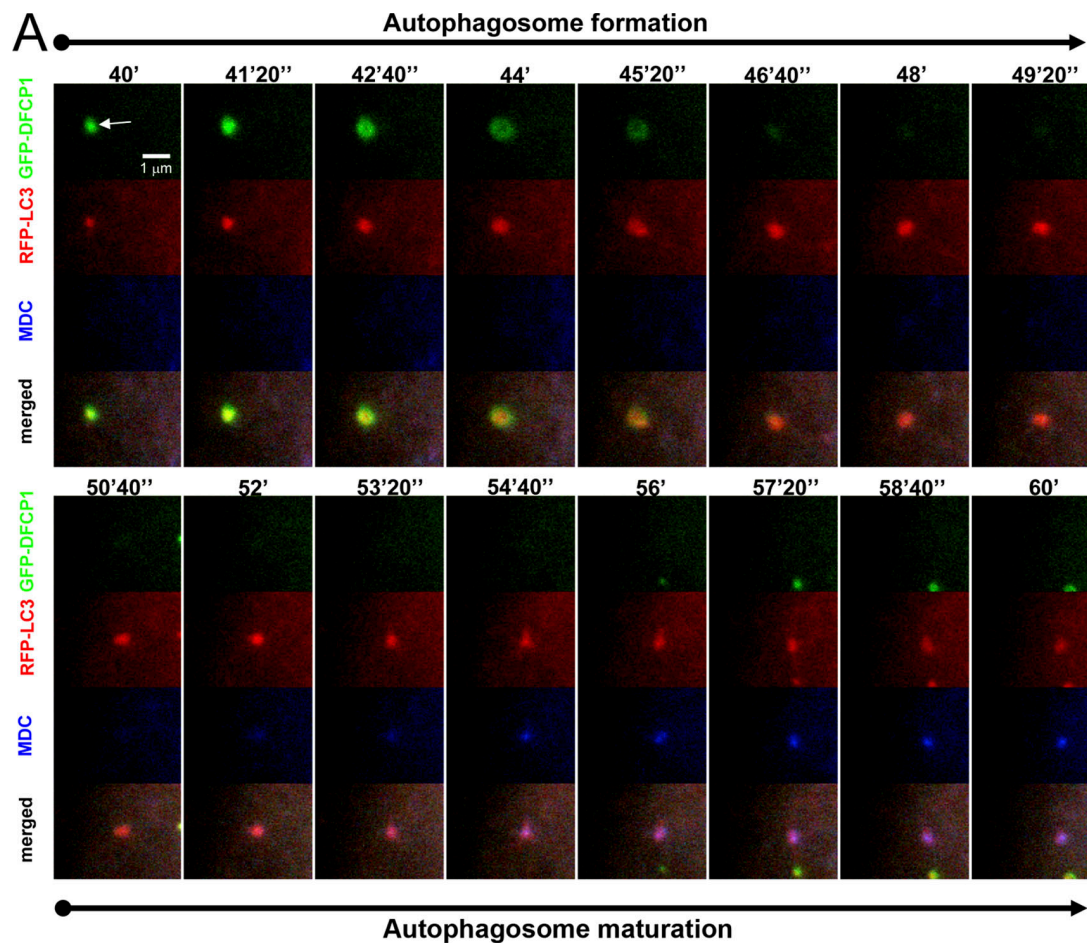 A
Autophagosome formation
40’ 41’20’’ 42’40’’ 44’ 45’20’’ 46’40’’ 48’ 49’20’’
GFP-DFCP1
1 μm
RFP-LC3
MDC
merged
50’40’’ 52’ 53’20’’ 54’40’’ 56’ 57’20’’ 58’40’’ 60’
GFP-DFCP1
RFP-LC3
MDC
merged
Autophagosome maturation